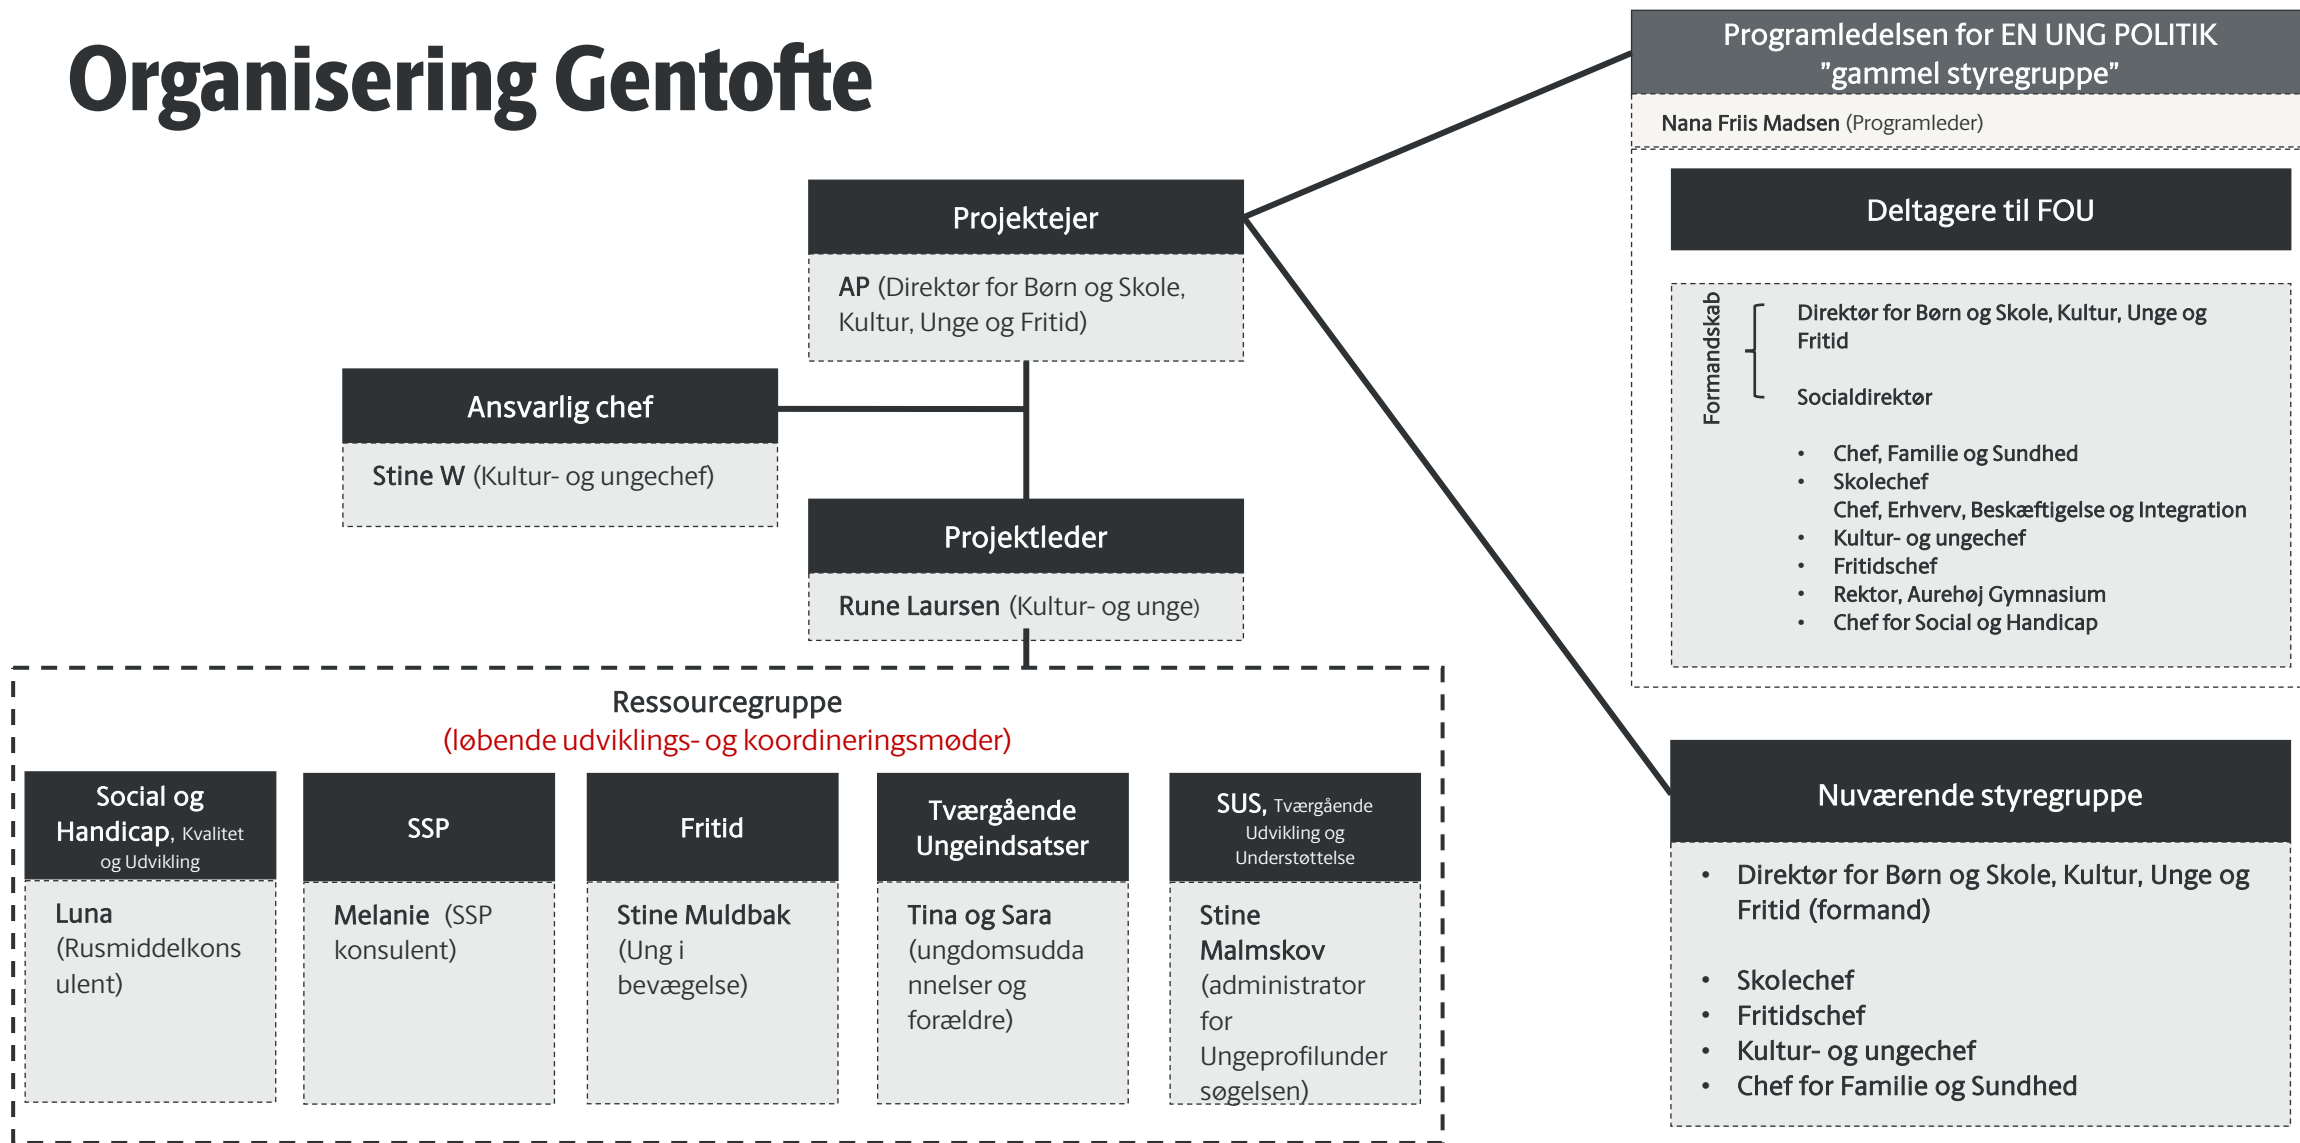 Organisering Gentofte
Programledelsen for EN UNG POLITIK
"gammel styregruppe"
Nana Friis Madsen (Programleder)
Deltagere til FOU
Formandskab
Direktør for Børn og Skole, Kultur, Unge og
Fritid
Socialdirektør
• Chef, Familie og Sundhed
• Skolechef
Chef, Erhverv, Beskæftigelse og Integration
• Kultur- og ungechef
• Fritidschef
• Rektor, Aurehøj Gymnasium
• Chef for Social og Handicap
Projektejer
AP (Direktør for Børn og Skole,
Kultur, Unge og Fritid)
Ansvarlig chef
Stine W (Kultur- og ungechef)
Projektleder
Rune Laursen (Kultur- og unge)
Ressourcegruppe
(løbende udviklings- og koordineringsmøder)
Social og
Handicap, Kvalitet
og Udvikling
Luna
(Rusmiddelkons
ulent)
SSP
Melanie (SSP
konsulent)
Fritid
Stine Muldbak
(Ung i
bevægelse)
Tværgående
Ungeindsatser
Tina og Sara
(ungdomsudda
nnelser og
forældre)
SUS, Tværgående
Udvikling og
Understøttelse
Stine
Malmskov
(administrator
for
Ungeprofilunder
søgelsen)
Nuværende styregruppe
• Direktør for Børn og Skole, Kultur, Unge og
Fritid (formand)
• Skolechef
• Fritidschef
• Kultur- og ungechef
• Chef for Familie og Sundhed